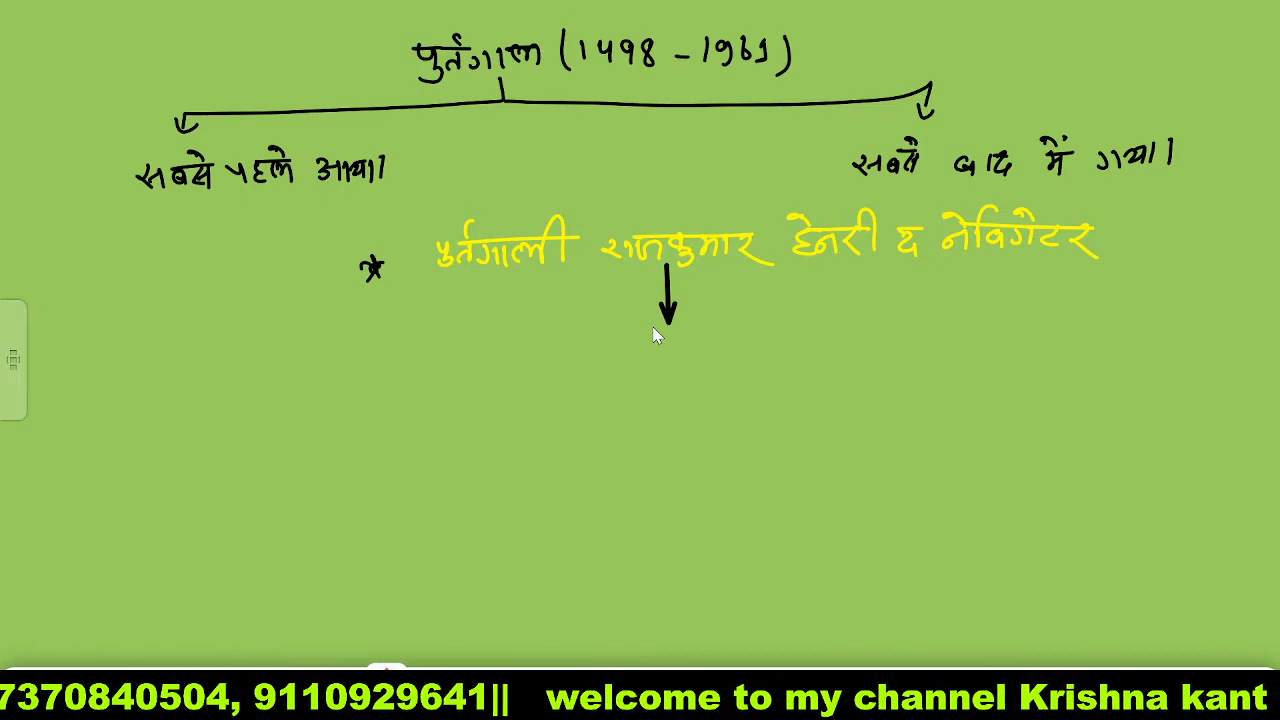 पुर्तगाल (1498 - 1961)
सबसे पहले आया। सबसे बाद में गया।
* पुर्तगाली राजकुमार हेनरी द नेविगेटर
7370840504, 9110929641|| welcome to my channel Krishna kant